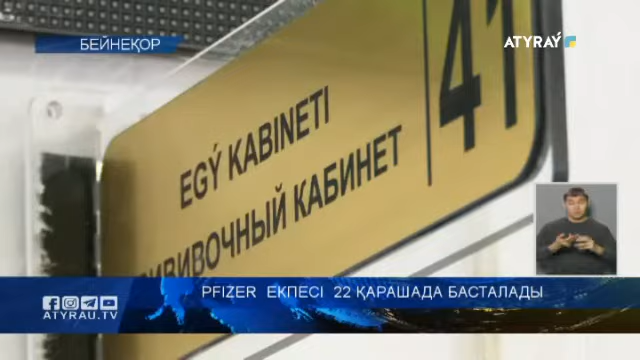 БЕЙНЕҚОР
ATYRAÝ
41
EGÝ KABINETI
ПРИВИВОЧНЫЙ КАБИНЕТ
PFIZER ЕКПЕСІ 22 ҚАРАШАДА БАСТАЛАДЫ
ATYRAU.TV